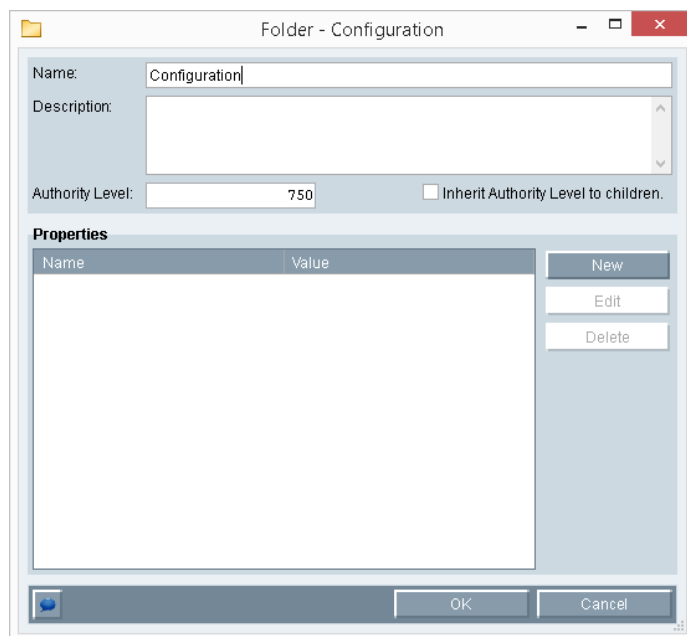 Folder - Configuration
Name: Configuration
Description:
Authority Level: 750 Inherit Authority Level to children.
Properties
Name Value
New
Edit
Delete
OK Cancel